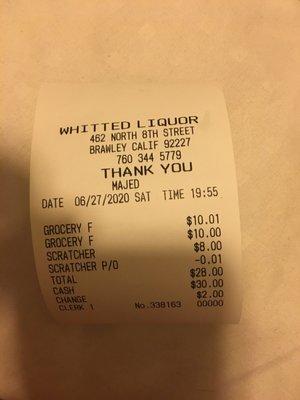 WHITTED LIQUOR
462 NORTH 8TH STREET
BRAWLEY CALIF 92227
760 344 5779
THANK YOU
MAJED
DATE 06/27/2020 SAT TIME 19:55
GROCERY F $10.01
GROCERY F $10.00
SCRATCHER $8.00
SCRATCHER P/O -0.01
TOTAL $28.00
CASH $30.00
CHANGE $2.00
CLERK 1 No.338163 00000